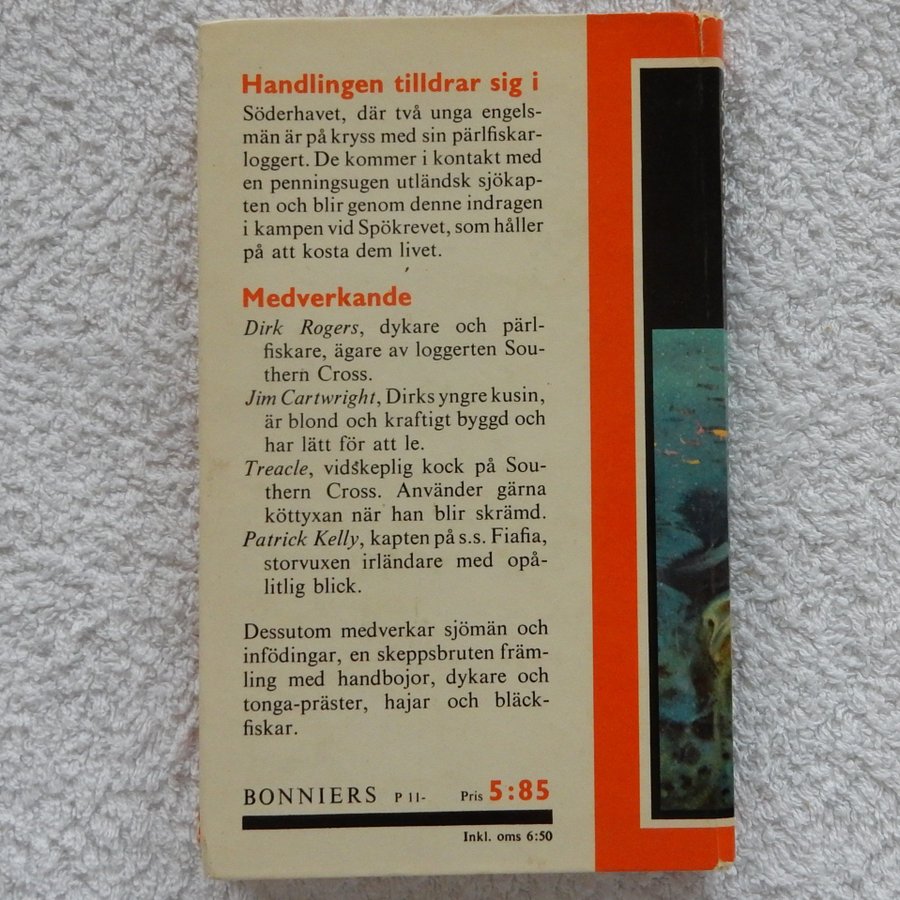 Handlingen tilldrar sig i
Söderhavet, där två unga engels-
män är på kryss med sin pärlfiskar-
loggert. De kommer i kontakt med
en penningsugen utländsk sjökap-
ten och blir genom denne indragen
i kampen vid Spökrevet, som håller
på att kosta dem livet.
Medverkande
Dirk Rogers, dykare och pärl-
fiskare, ägare av loggerten Sou-
thern Cross.
Jim Cartwright, Dirks yngre kusin,
är blond och kraftigt byggd och
har lätt för att le.
Treacle, vidskeplig kock på Sou-
thern Cross. Använder gärna
köttyxan när han blir skrämd.
Patrick Kelly, kapten på s.s. Fiafia,
storvuxen irländare med opå-
litlig blick.
Dessutom medverkar sjömän och
infödingar, en skeppsbruten främ-
ling med handbojor, dykare och
tonga-präster, hajar och bläck-
fiskar.
BONNIERS P 11- Pris 5:85
Inkl. oms 6:50